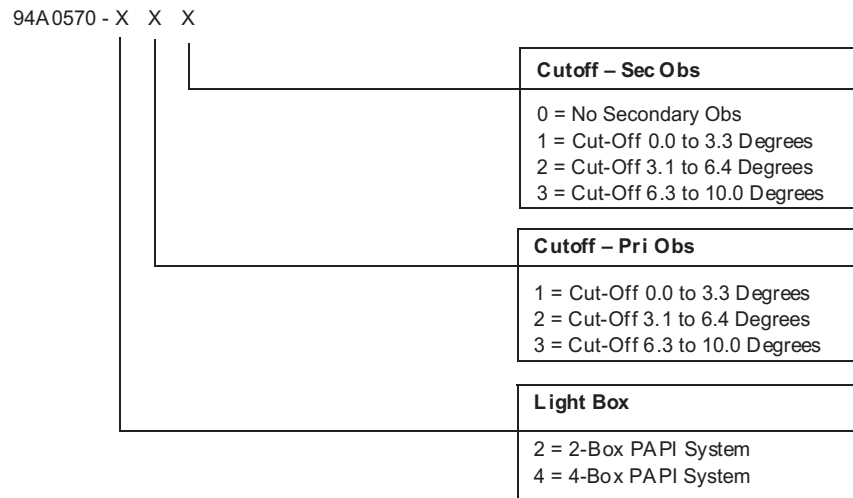 94A0570 - X X X
Cutoff – Sec Obs
0 = No Secondary Obs
1 = Cut-Off 0.0 to 3.3 Degrees
2 = Cut-Off 3.1 to 6.4 Degrees
3 = Cut-Off 6.3 to 10.0 Degrees
Cutoff – Pri Obs
1 = Cut-Off 0.0 to 3.3 Degrees
2 = Cut-Off 3.1 to 6.4 Degrees
3 = Cut-Off 6.3 to 10.0 Degrees
Light Box
2 = 2-Box PAPI System
4 = 4-Box PAPI System